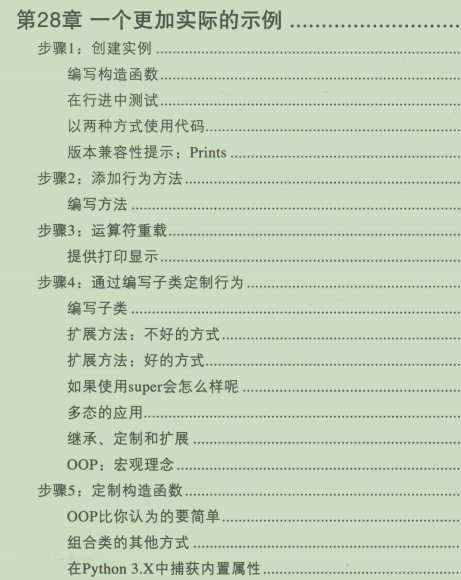 第28章 一个更加实际的示例
步骤1：创建实例
编写构造函数
在行进中测试
以两种方式使用代码
版本兼容性提示：Prints
步骤2：添加行为方法
编写方法
步骤3：运算符重载
提供打印显示
步骤4：通过编写子类定制行为
编写子类
扩展方法：不好的方式
扩展方法：好的方式
如果使用super会怎么样呢
多态的应用
继承、定制和扩展
OOP：宏观理念
步骤5：定制构造函数
OOP比你认为的要简单
组合类的其他方式
在Python 3.X中捕获内置属性